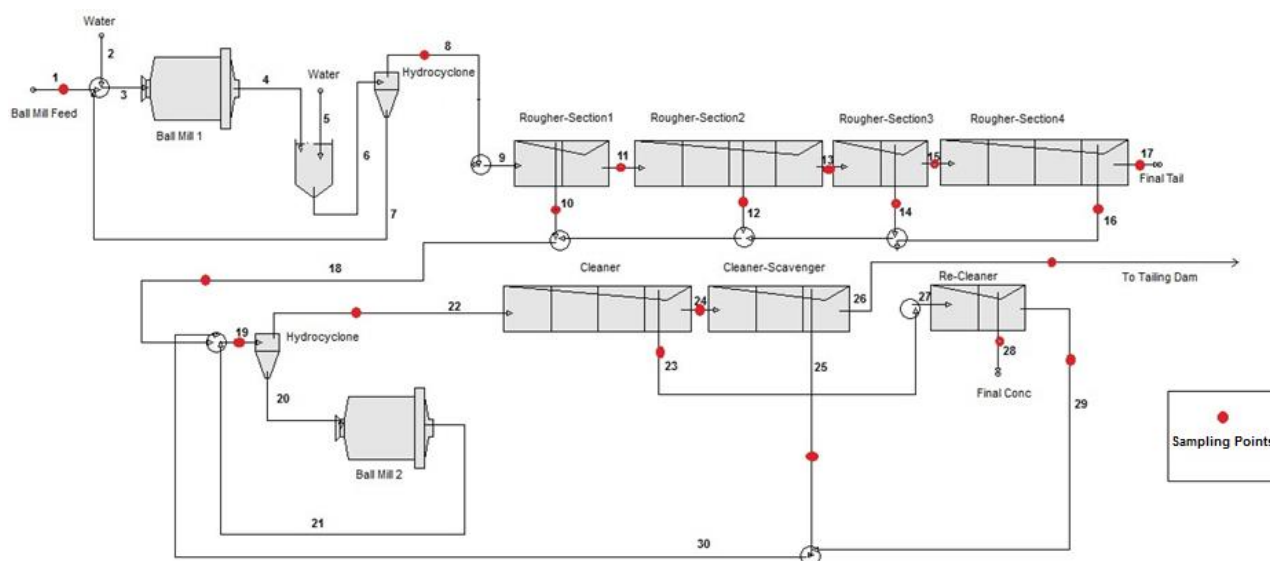 Water
2
1
Ball Mill Feed
3
Ball Mill 1
4
Water
5
6
7
8
Hydrocyclone
9
Rougher-Section1
Rougher-Section2
Rougher-Section3
Rougher-Section4
10
11
12
13
14
15
16
17
Final Tail
18
19
Hydrocyclone
20
Ball Mill 2
21
22
Cleaner
23
24
Cleaner-Scavenger
25
26
To Tailing Dam
Re-Cleaner
27
28
Final Conc
29
30
Sampling Points